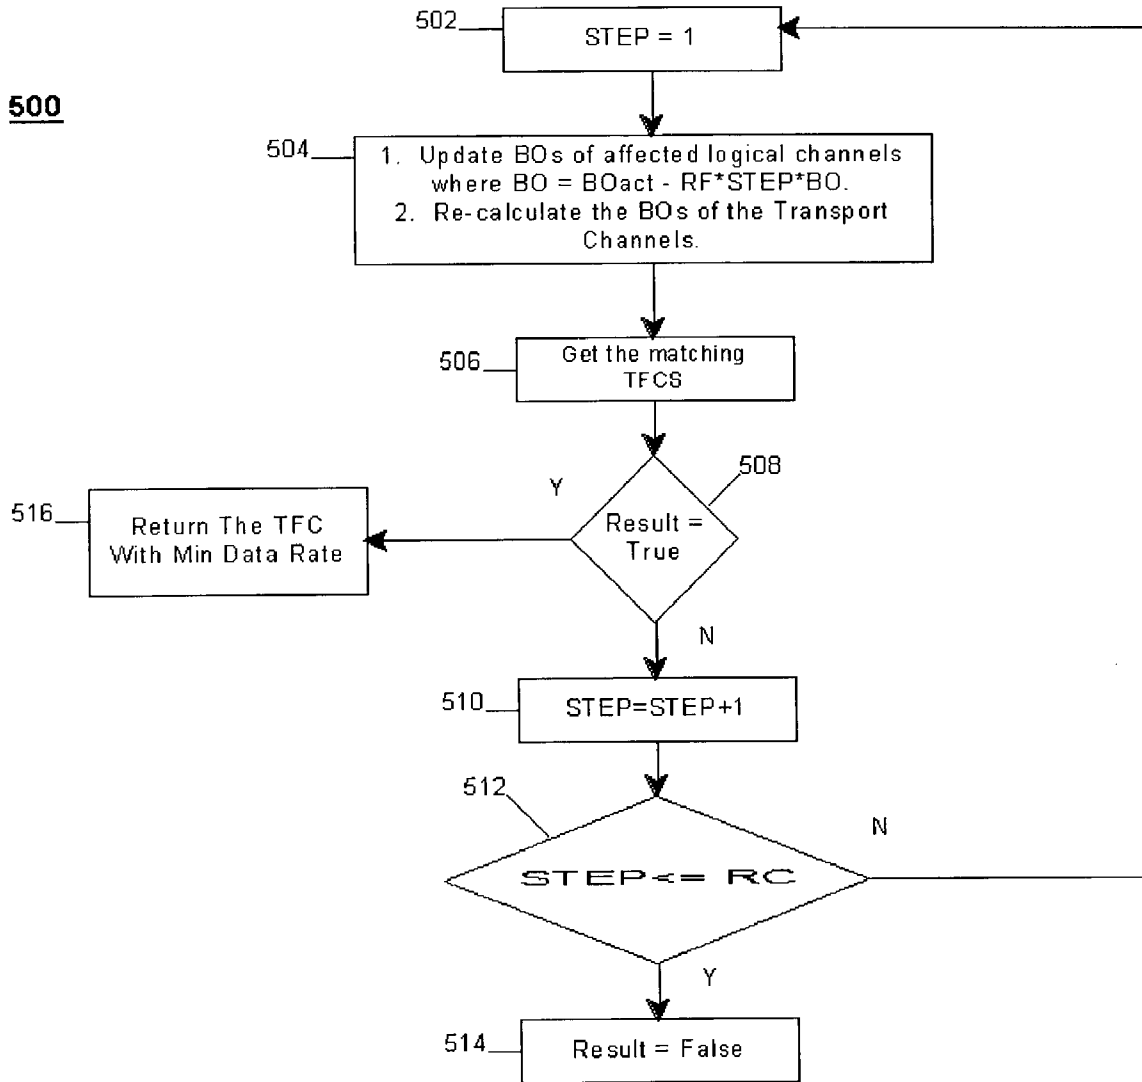 502
STEP = 1
500
504
1. Update BOs of affected logical channels
where BO = BOact - RF*STEP*BO.
2. Re-calculate the BOs of the Transport
Channels.
506
Get the matching
TFCS
508
Y
516
Return The TFC
With Min Data Rate
Result =
True
N
510
STEP=STEP+1
512
N
STEP<= RC
Y
514
Result = False